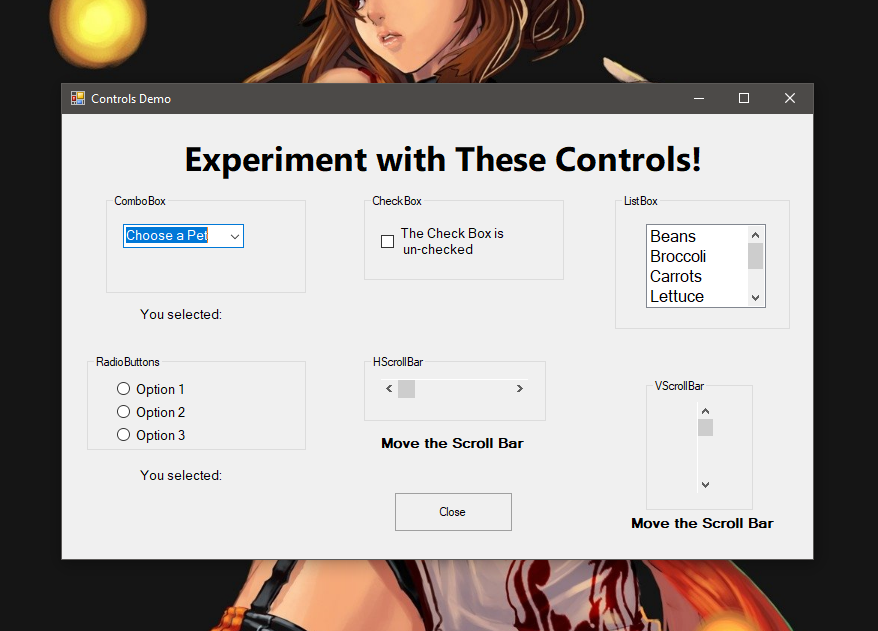 Controls Demo
Experiment with These Controls!
ComboBox
CheckBox
ListBox
Choose a Pet
The Check Box is
un-checked
Beans
Broccoli
Carrots
Lettuce
You selected:
RadioButtons
HScrollBar
VScrollBar
Option 1
Option 2
Option 3
Move the Scroll Bar
You selected:
Close
Move the Scroll Bar